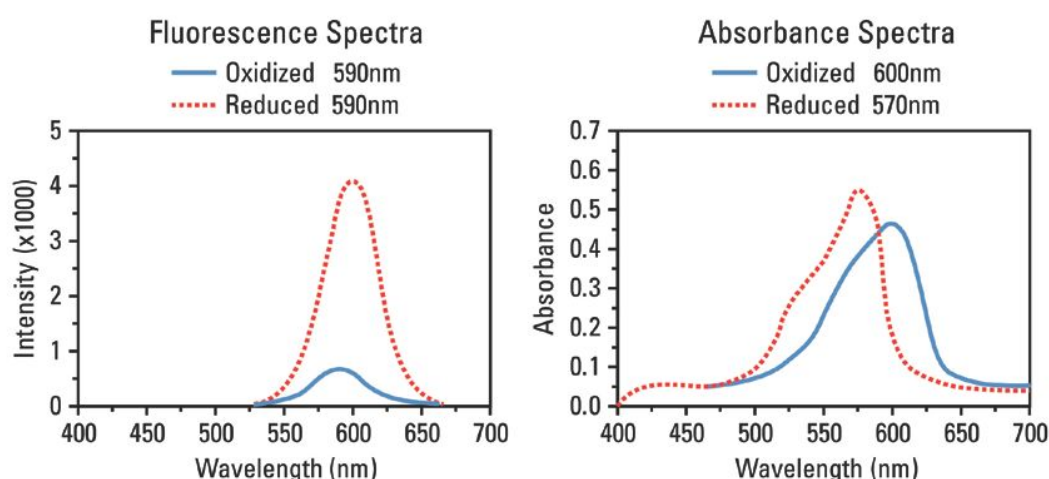 Fluorescence Spectra
Oxidized 590nm
Reduced 590nm
5
4
3
2
1
0
Intensity (x1000)
400 450 500 550 600 650 700
Wavelength (nm)
Absorbance Spectra
Oxidized 600nm
Reduced 570nm
0.7
0.6
0.5
0.4
0.3
0.2
0.1
0.0
Absorbance
400 450 500 550 600 650 700
Wavelength (nm)